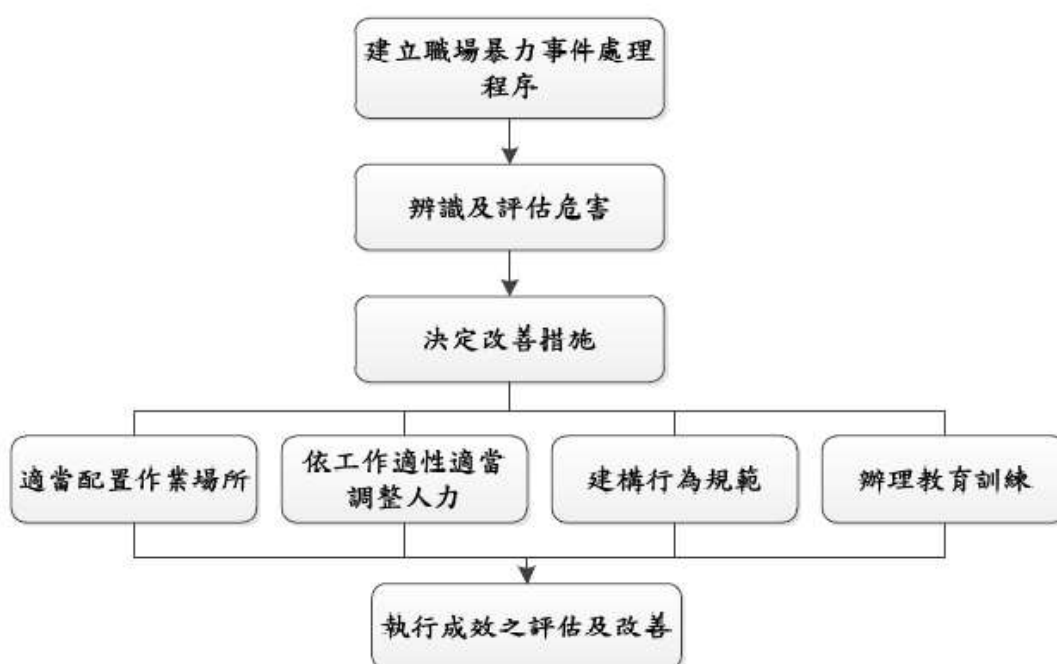 建立職場暴力事件處理
程序
辨識及評估危害
決定改善措施
適當配置作業場所
依工作適性適當
調整人力
建構行為規範
辦理教育訓練
執行成效之評估及改善